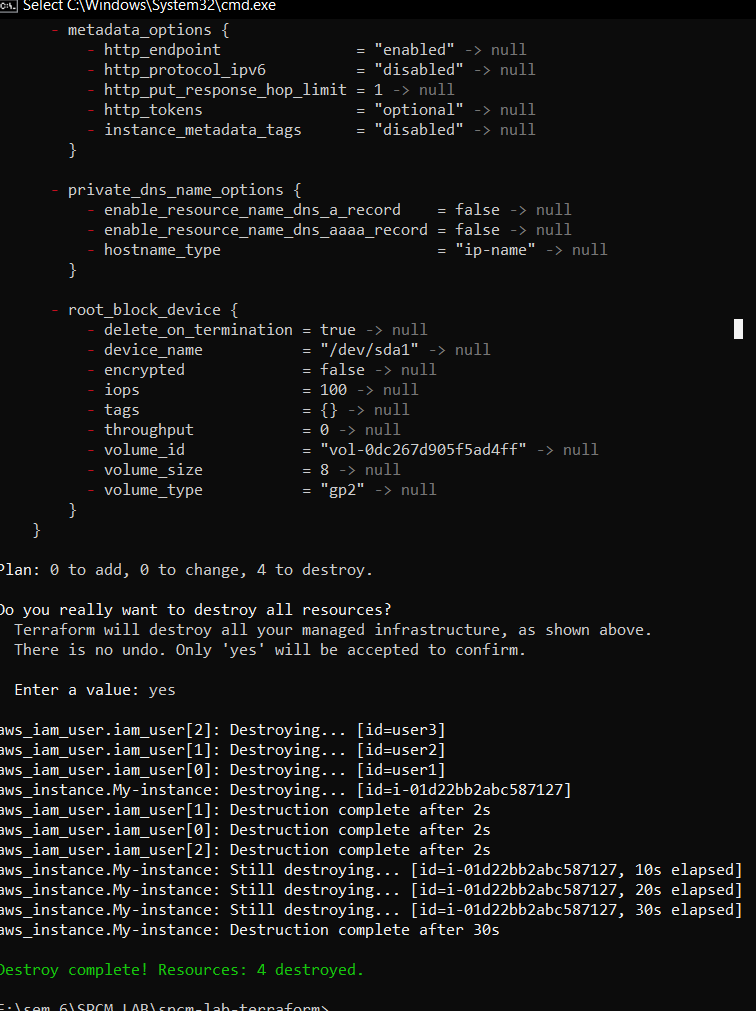 Select C:\Windows\System32\cmd.exe
- metadata_options {
- http_endpoint = "enabled" -> null
- http_protocol_ipv6 = "disabled" -> null
- http_put_response_hop_limit = 1 -> null
- http_tokens = "optional" -> null
- instance_metadata_tags = "disabled" -> null
}
- private_dns_name_options {
- enable_resource_name_dns_a_record = false -> null
- enable_resource_name_dns_aaaa_record = false -> null
- hostname_type = "ip-name" -> null
}
- root_block_device {
- delete_on_termination = true -> null
- device_name = "/dev/sda1" -> null
- encrypted = false -> null
- iops = 100 -> null
- tags = {} -> null
- throughput = 0 -> null
- volume_id = "vol-0dc267d905f5ad4ff" -> null
- volume_size = 8 -> null
- volume_type = "gp2" -> null
}
}
Plan: 0 to add, 0 to change, 4 to destroy.
Do you really want to destroy all resources?
Terraform will destroy all your managed infrastructure, as shown above.
There is no undo. Only 'yes' will be accepted to confirm.
Enter a value: yes
aws_iam_user.iam_user[2]: Destroying... [id=user3]
aws_iam_user.iam_user[1]: Destroying... [id=user2]
aws_iam_user.iam_user[0]: Destroying... [id=user1]
aws_instance.My-instance: Destroying... [id=i-01d22bb2abc587127]
aws_iam_user.iam_user[1]: Destruction complete after 2s
aws_iam_user.iam_user[0]: Destruction complete after 2s
aws_iam_user.iam_user[2]: Destruction complete after 2s
aws_instance.My-instance: Still destroying... [id=i-01d22bb2abc587127, 10s elapsed]
aws_instance.My-instance: Still destroying... [id=i-01d22bb2abc587127, 20s elapsed]
aws_instance.My-instance: Still destroying... [id=i-01d22bb2abc587127, 30s elapsed]
aws_instance.My-instance: Destruction complete after 30s
Destroy complete! Resources: 4 destroyed.
6\SPCM LAB\spcm-lab-terraform>